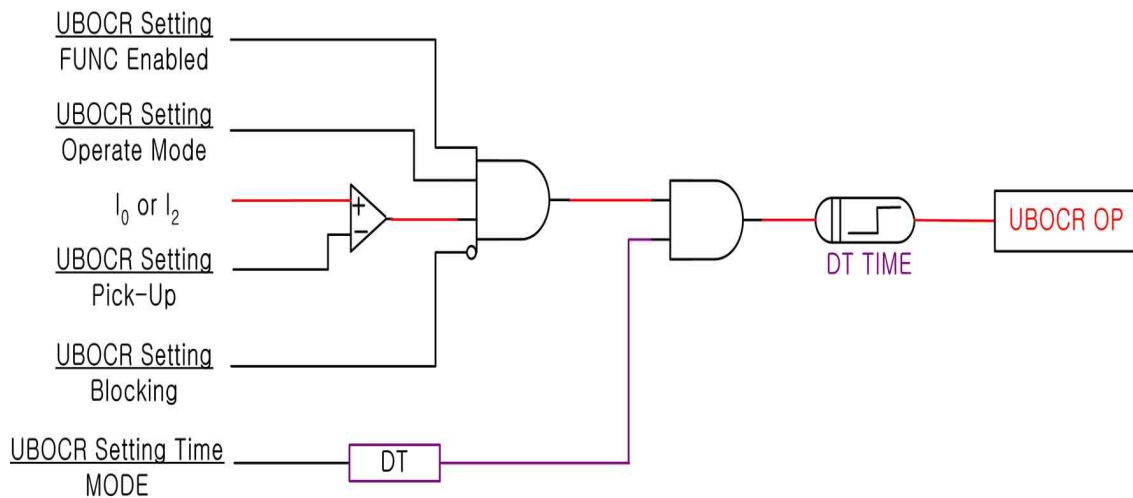 UBOCR Setting
FUNC Enabled
UBOCR Setting
Operate Mode
I0 or I2
+
−
UBOCR Setting
Pick-Up
UBOCR Setting
Blocking
UBOCR Setting Time
MODE
DT
DT TIME
UBOCR OP